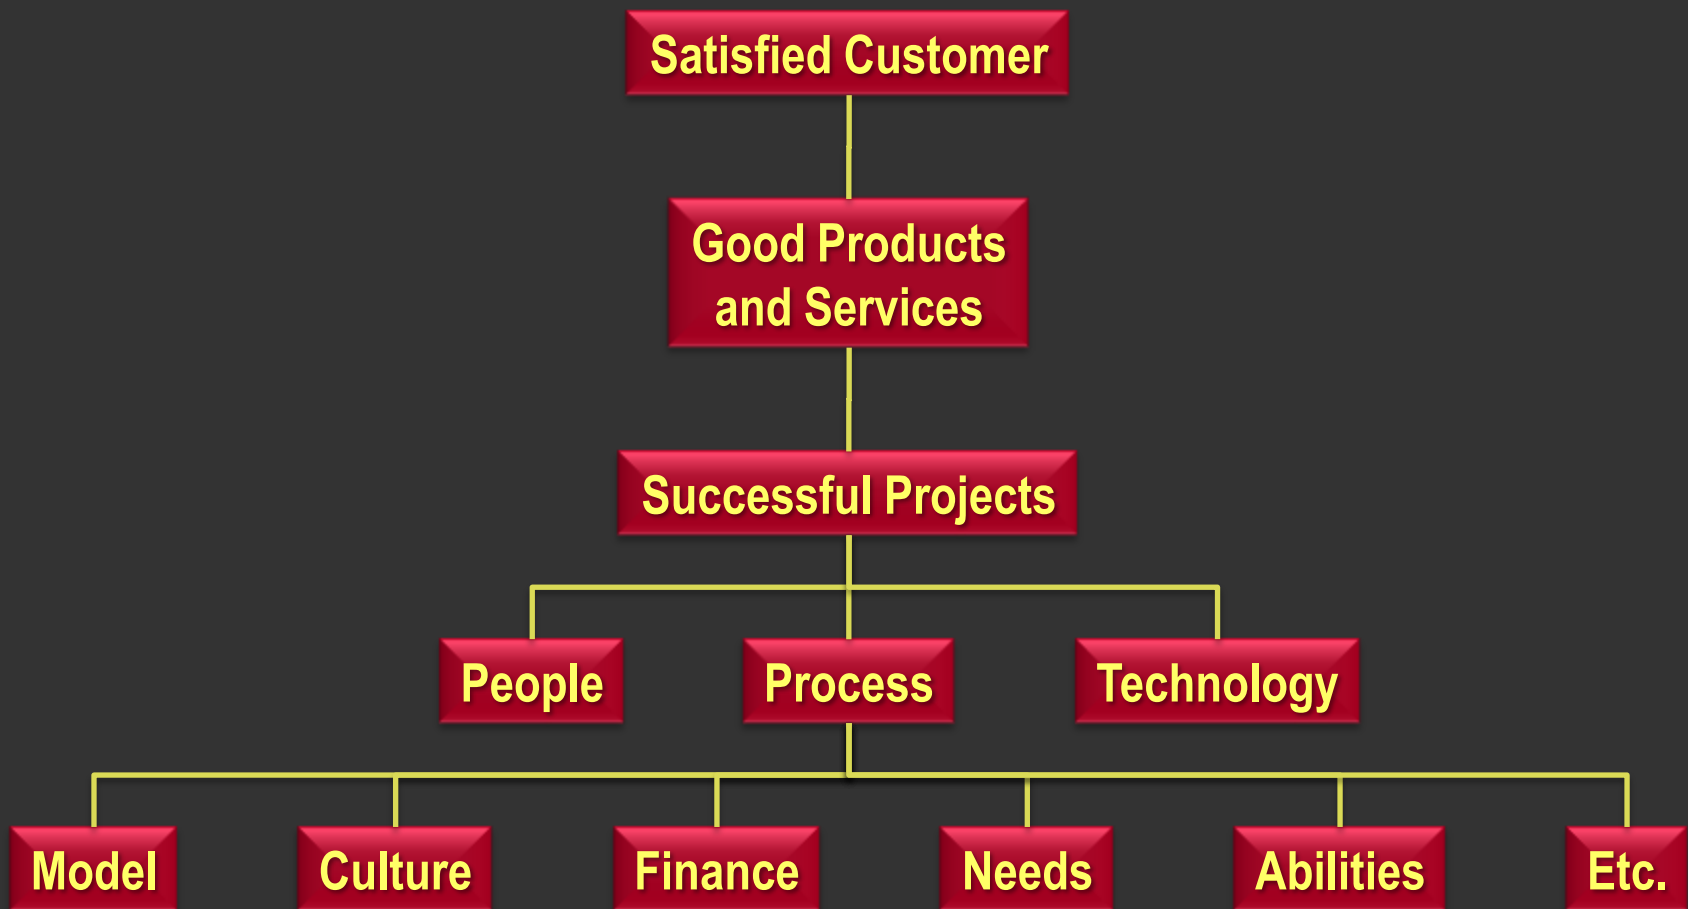 Satisfied Customer
Good Products
and Services
Successful Projects
People
Process
Technology
Model
Culture
Finance
Needs
Abilities
Etc.